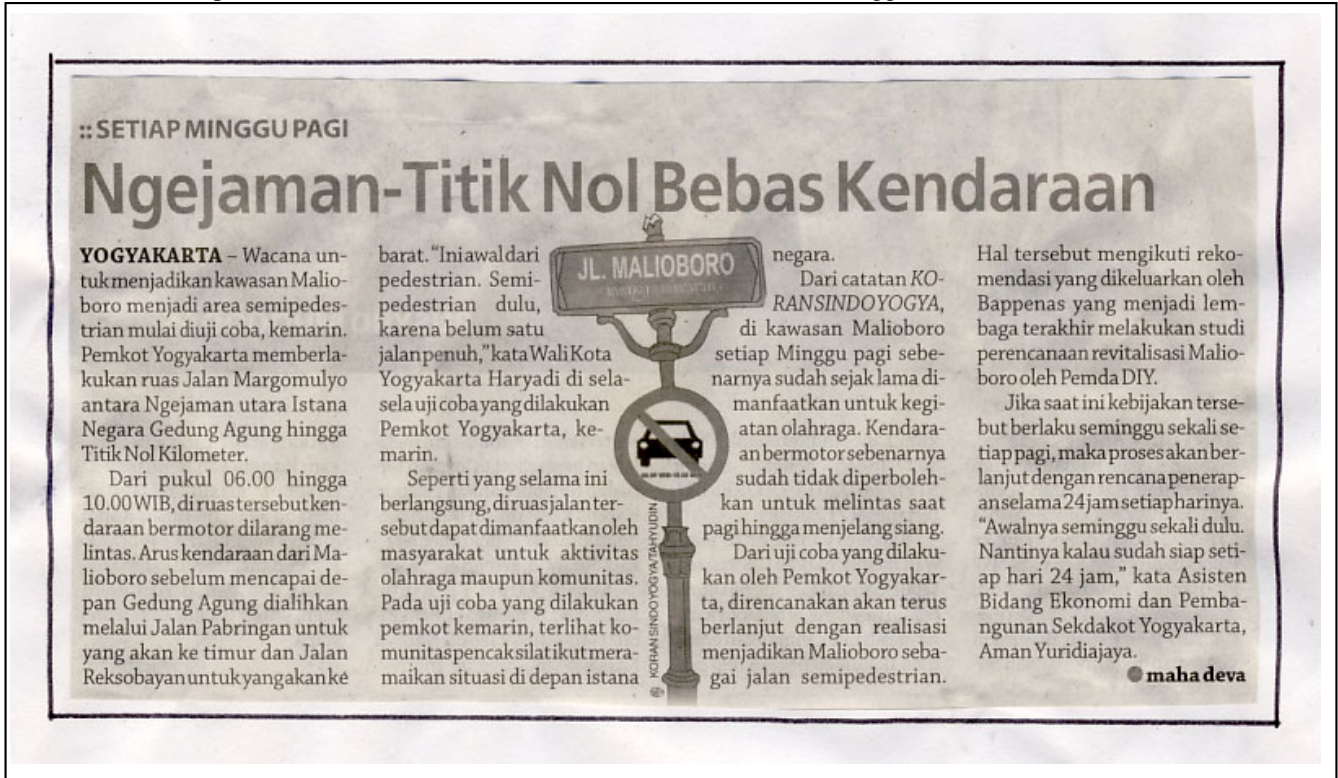 :: SETIAP MINGGU PAGI
Ngejaman-Titik Nol Bebas Kendaraan
YOGYAKARTA – Wacana un-
tuk menjadikan kawasan Malio-
boro menjadi area semipedes-
trian mulai diuji coba, kemarin.
Pemkot Yogyakarta memberla-
kukan ruas Jalan Margomulyo
antara Ngejaman utara Istana
Negara Gedung Agung hingga
Titik Nol Kilometer.
Dari pukul 06.00 hingga
10.00 WIB, di ruas tersebut ken-
daraan bermotor dilarang me-
lintas. Arus kendaraan dari Ma-
lioboro sebelum mencapai de-
pan Gedung Agung dialihkan
melalui Jalan Pabringan untuk
yang akan ke timur dan Jalan
Reksobayan untuk yang akan ke
barat. “Ini awal dari
pedestrian. Semi-
pedestrian dulu,
karena belum satu
jalan penuh,” kata Wali Kota
Yogyakarta Haryadi di sela-
sela uji coba yang dilakukan
Pemkot Yogyakarta, ke-
marin.
Seperti yang selama ini
berlangsung, di ruas jalan ter-
sebut dapat dimanfaatkan oleh
masyarakat untuk aktivitas
olahraga maupun komunitas.
Pada uji coba yang dilakukan
pemkot kemarin, terlihat ko-
munitas pencak silat ikut mera-
maikan situasi di depan istana
JL. MALIOBORO
KORAN SINDO YOGYA/TAHYUDIN
negara.
Dari catatan KO-
RAN SINDO YOGYA,
di kawasan Malioboro
setiap Minggu pagi sebe-
narnya sudah sejak lama di-
manfaatkan untuk kegi-
atan olahraga. Kendara-
an bermotor sebenarnya
sudah tidak diperboleh-
kan untuk melintas saat
pagi hingga menjelang siang.
Dari uji coba yang dilaku-
kan oleh Pemkot Yogyakar-
ta, direncanakan akan terus
berlanjut dengan realisasi
menjadikan Malioboro seba-
gai jalan semipedestrian.
Hal tersebut mengikuti reko-
mendasi yang dikeluarkan oleh
Bappenas yang menjadi lem-
baga terakhir melakukan studi
perencanaan revitalisasi Malio-
boro oleh Pemda DIY.
Jika saat ini kebijakan terse-
but berlaku seminggu sekali se-
tiap pagi, maka proses akan ber-
lanjut dengan rencana penerap-
an selama 24 jam setiap harinya.
“Awalnya seminggu sekali dulu.
Nantinya kalau sudah siap seti-
ap hari 24 jam,” kata Asisten
Bidang Ekonomi dan Pemba-
ngunan Sekdakot Yogyakarta,
Aman Yuridiajaya.
maha deva